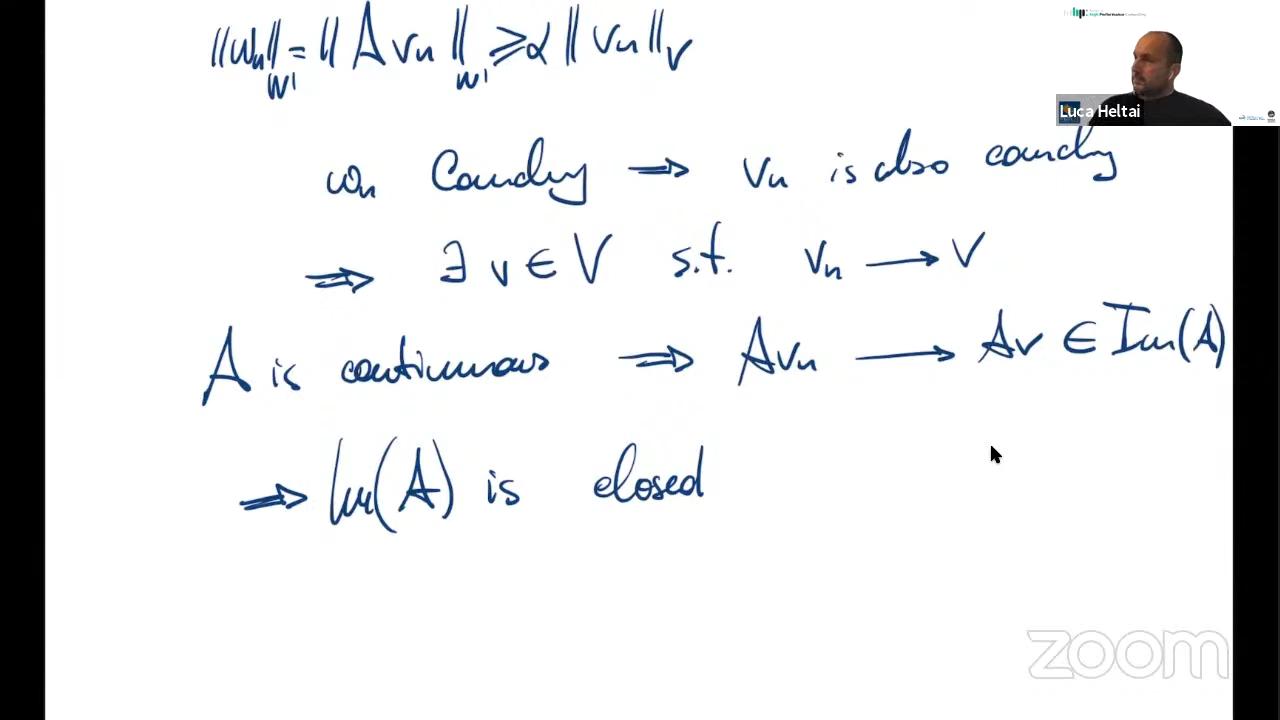 ‖wn‖W' = ‖A vn‖W' ≥ α ‖vn‖V
wn Cauchy ⇒ vn is also cauchy
⇒ ∃ v ∈ V s.t. vn → v
A is continuous ⇒ Avn → Av ∈ Im(A)
⇒ Im(A) is closed
Luca Heltai
zoom